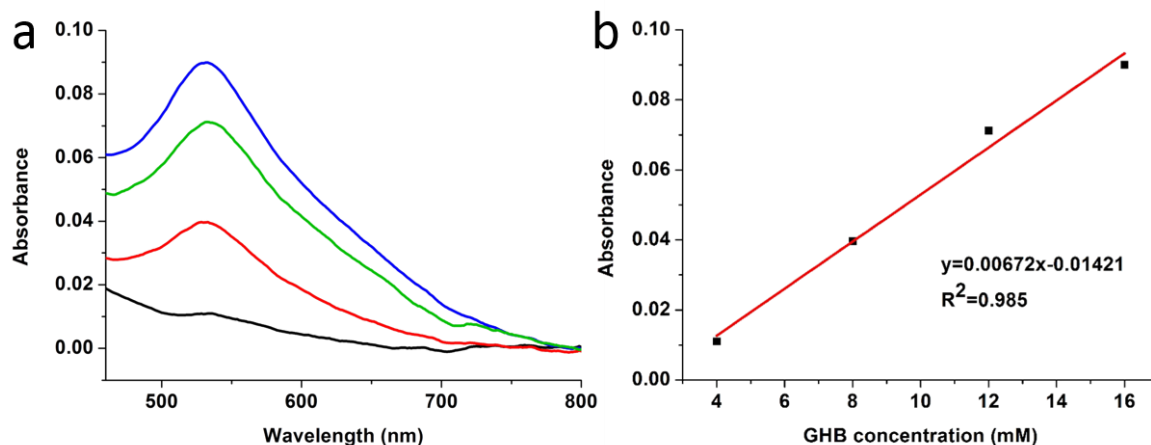 a
0.10
0.08
0.06
0.04
0.02
0.00
Absorbance
500
600
700
800
Wavelength (nm)
b
0.10
0.08
0.06
0.04
0.02
0.00
Absorbance
y=0.00672x-0.01421
R²=0.985
4
6
8
10
12
14
16
GHB concentration (mM)